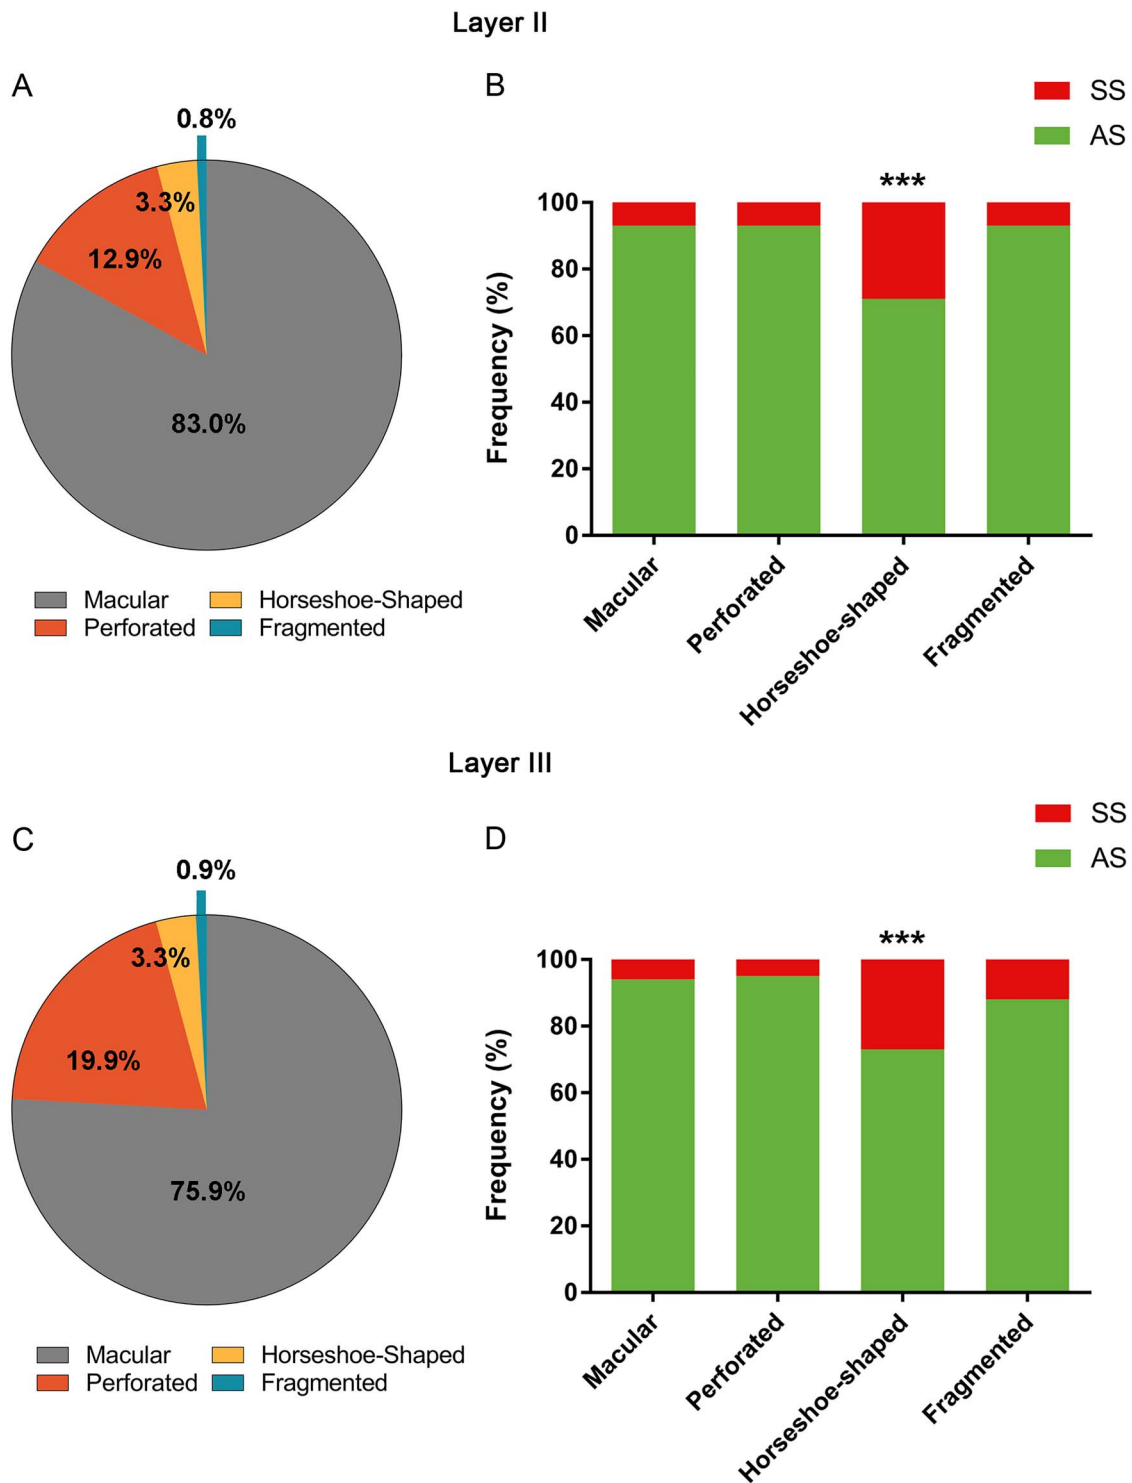 Layer II
A
0.8%
3.3%
12.9%
83.0%
Macular
Horseshoe-Shaped
Perforated
Fragmented
B
SS
AS
***
100
80
60
40
20
0
Frequency (%)
Macular
Perforated
Horseshoe-shaped
Fragmented
Layer III
C
0.9%
3.3%
19.9%
75.9%
Macular
Horseshoe-Shaped
Perforated
Fragmented
D
SS
AS
***
100
80
60
40
20
0
Frequency (%)
Macular
Perforated
Horseshoe-shaped
Fragmented